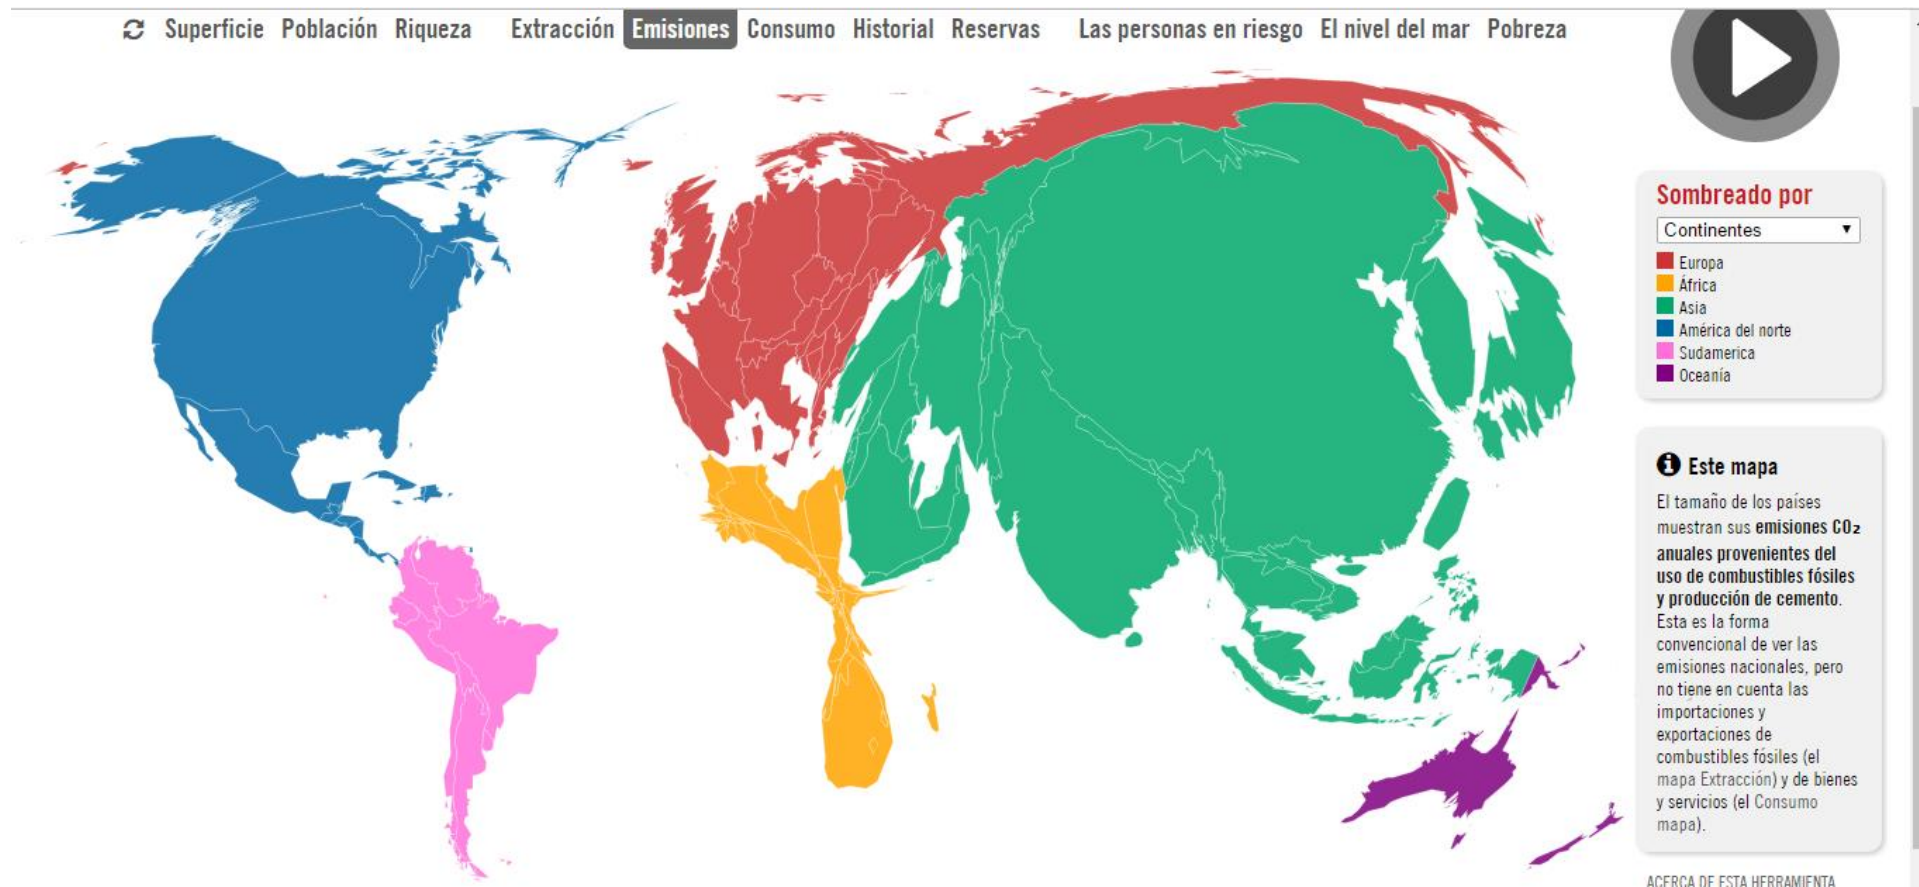 Superficie Población Riqueza Extracción Emisiones Consumo Historial Reservas Las personas en riesgo El nivel del mar Pobreza
Sombreado por
Continentes
Europa
África
Asia
América del norte
Sudamerica
Oceanía
Este mapa
El tamaño de los países
muestran sus emisiones CO₂
anuales provenientes del
uso de combustibles fósiles
y producción de cemento.
Esta es la forma
convencional de ver las
emisiones nacionales, pero
no tiene en cuenta las
importaciones y
exportaciones de
combustibles fósiles (el
mapa Extracción) y de bienes
y servicios (el Consumo
mapa).
ACERCA DE ESTA HERRAMIENTA